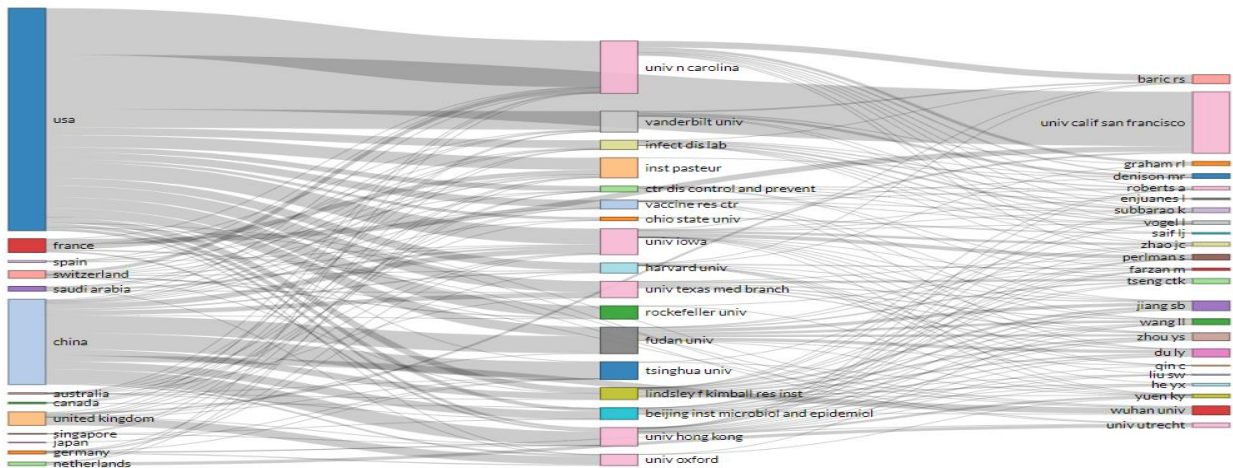 usa
france
spain
switzerland
saudi arabia
china
australia
canada
united kingdom
singapore
japan
germany
netherlands
univ n carolina
vanderbilt univ
infect dis lab
inst pasteur
ctr dis control and prevent
vaccine res ctr
ohio state univ
univ iowa
harvard univ
univ texas med branch
rockefeller univ
fudan univ
tsinghua univ
lindsley f kimball res inst
beijing inst microbiol and epidemiol
univ hong kong
univ oxford
baric rs
univ calif san francisco
graham rl
denison mr
roberts a
enjuanes l
subbarao k
vogel l
saif lj
zhao jc
perlman s
farzan m
tseng ctk
jiang sb
wang ll
zhou ys
du ly
qin c
liu sw
he yx
yuen ky
wuhan univ
univ utrecht